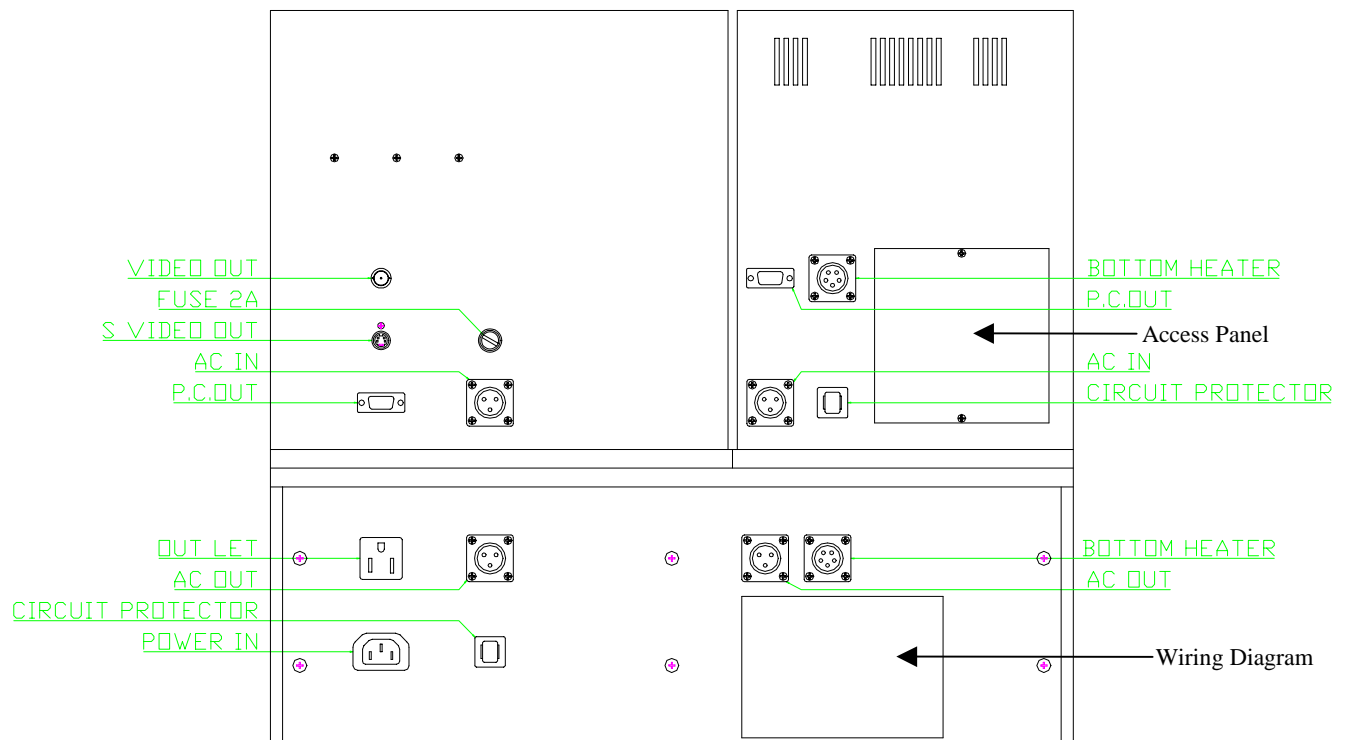 VIDEO OUT
FUSE 2A
S VIDEO OUT
AC IN
P.C.OUT
BOTTOM HEATER
P.C.OUT
Access Panel
AC IN
CIRCUIT PROTECTOR
OUT LET
AC OUT
CIRCUIT PROTECTOR
POWER IN
BOTTOM HEATER
AC OUT
Wiring Diagram